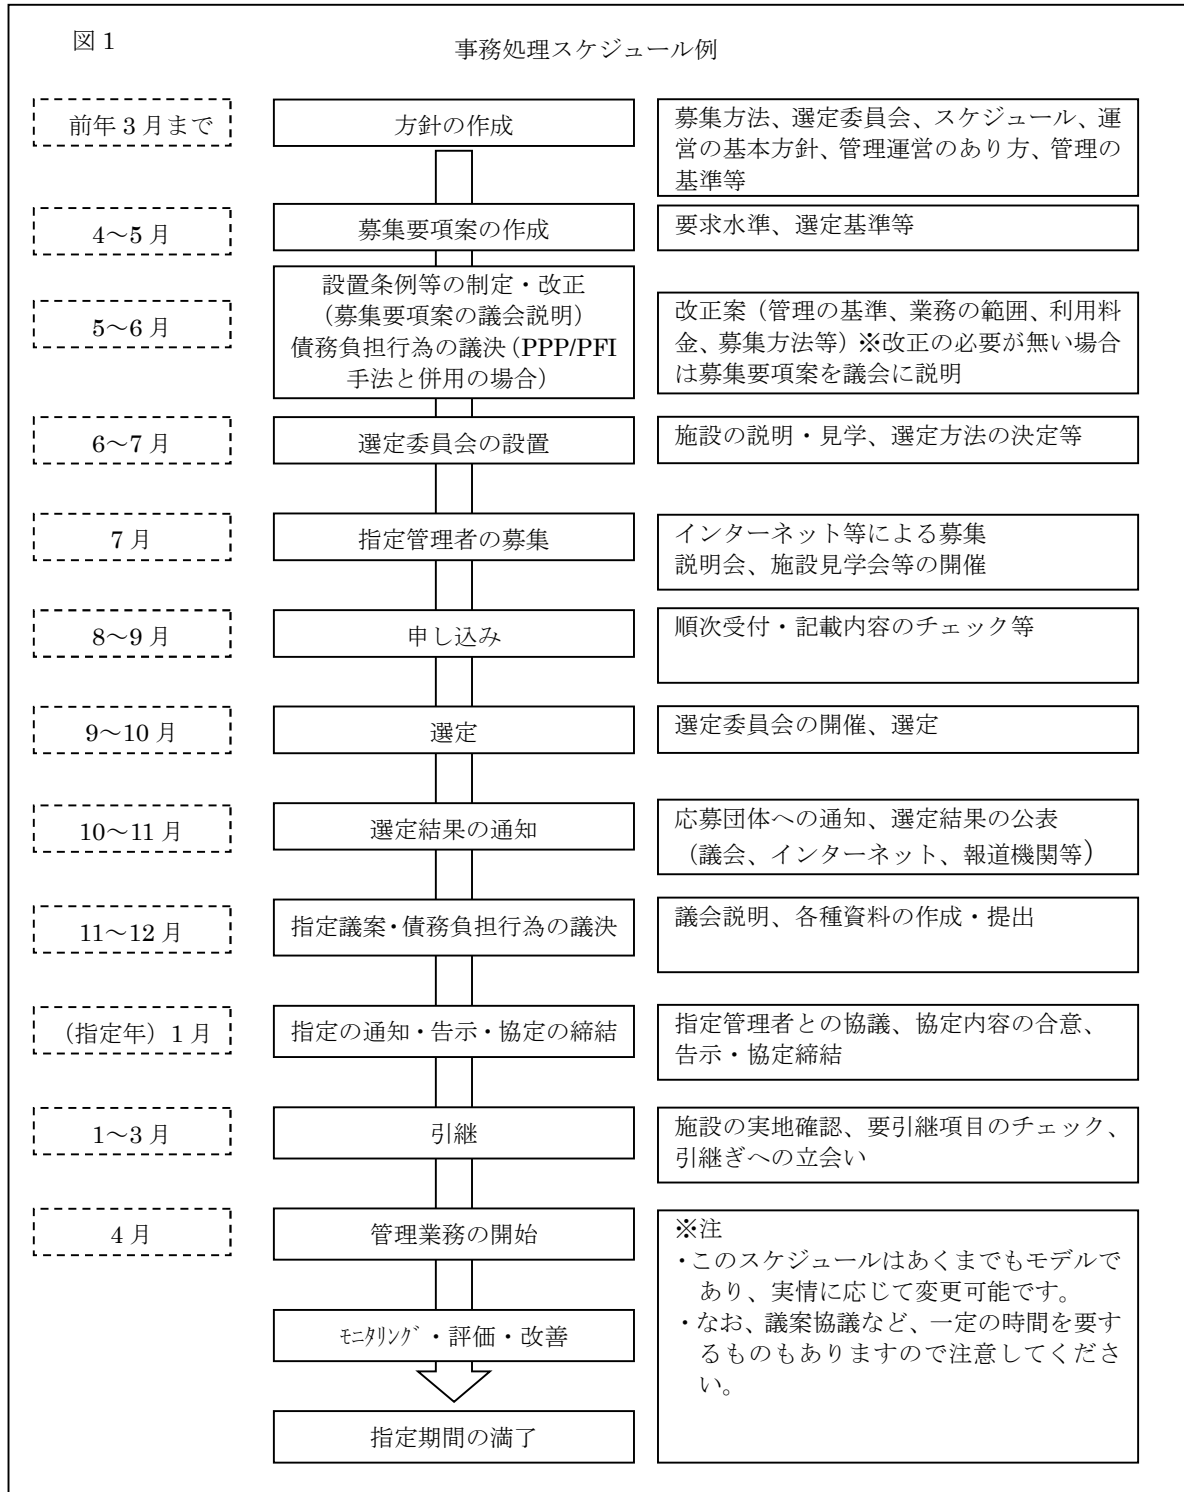 図1
事務処理スケジュール例
前年3月まで
方針の作成
募集方法、選定委員会、スケジュール、運
営の基本方針、管理運営のあり方、管理の
基準等
4～5月
募集要項案の作成
要求水準、選定基準等
5～6月
設置条例等の制定・改正
（募集要項案の議会説明）
債務負担行為の議決（PPP/PFI
手法と併用の場合）
改正案（管理の基準、業務の範囲、利用料
金、募集方法等）※改正の必要が無い場合
は募集要項案を議会に説明
6～7月
選定委員会の設置
施設の説明・見学、選定方法の決定等
7月
指定管理者の募集
インターネット等による募集
説明会、施設見学会等の開催
8～9月
申し込み
順次受付・記載内容のチェック等
9～10月
選定
選定委員会の開催、選定
10～11月
選定結果の通知
応募団体への通知、選定結果の公表
（議会、インターネット、報道機関等）
11～12月
指定議案・債務負担行為の議決
議会説明、各種資料の作成・提出
（指定年）1月
指定の通知・告示・協定の締結
指定管理者との協議、協定内容の合意、
告示・協定締結
1～3月
引継
施設の実地確認、要引継項目のチェック、
引継ぎへの立会い
4月
管理業務の開始
※注
・このスケジュールはあくまでもモデルで
あり、実情に応じて変更可能です。
・なお、議案協議など、一定の時間を要す
るものもありますので注意してくださ
い。
ﾓﾆﾀﾘﾝｸﾞ・評価・改善
指定期間の満了